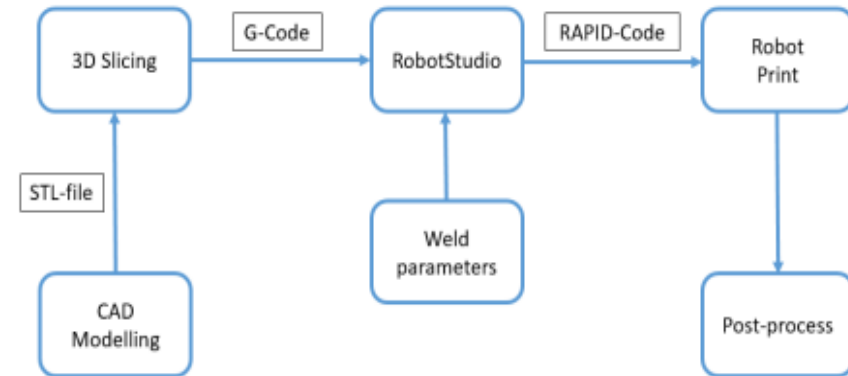 G-Code
RAPID-Code
3D Slicing
RobotStudio
Robot
Print
STL-file
Weld
parameters
CAD
Modelling
Post-process